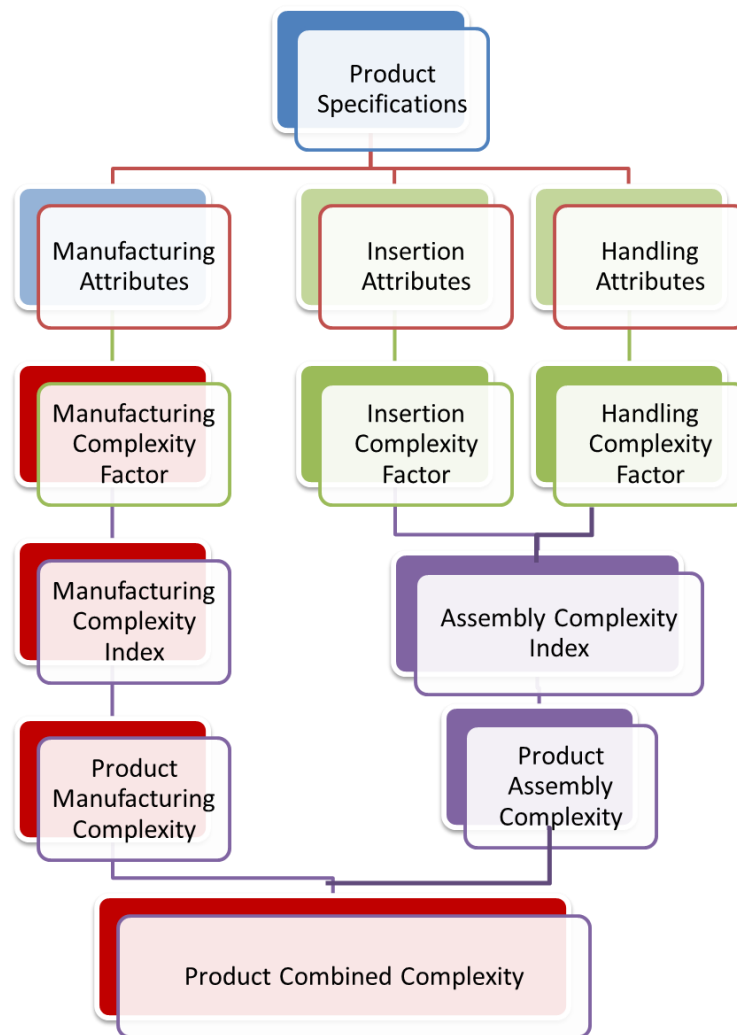 Product
Specifications
Manufacturing
Attributes
Insertion
Attributes
Handling
Attributes
Manufacturing
Complexity
Factor
Insertion
Complexity
Factor
Handling
Complexity
Factor
Manufacturing
Complexity
Index
Assembly Complexity
Index
Product
Manufacturing
Complexity
Product
Assembly
Complexity
Product Combined Complexity